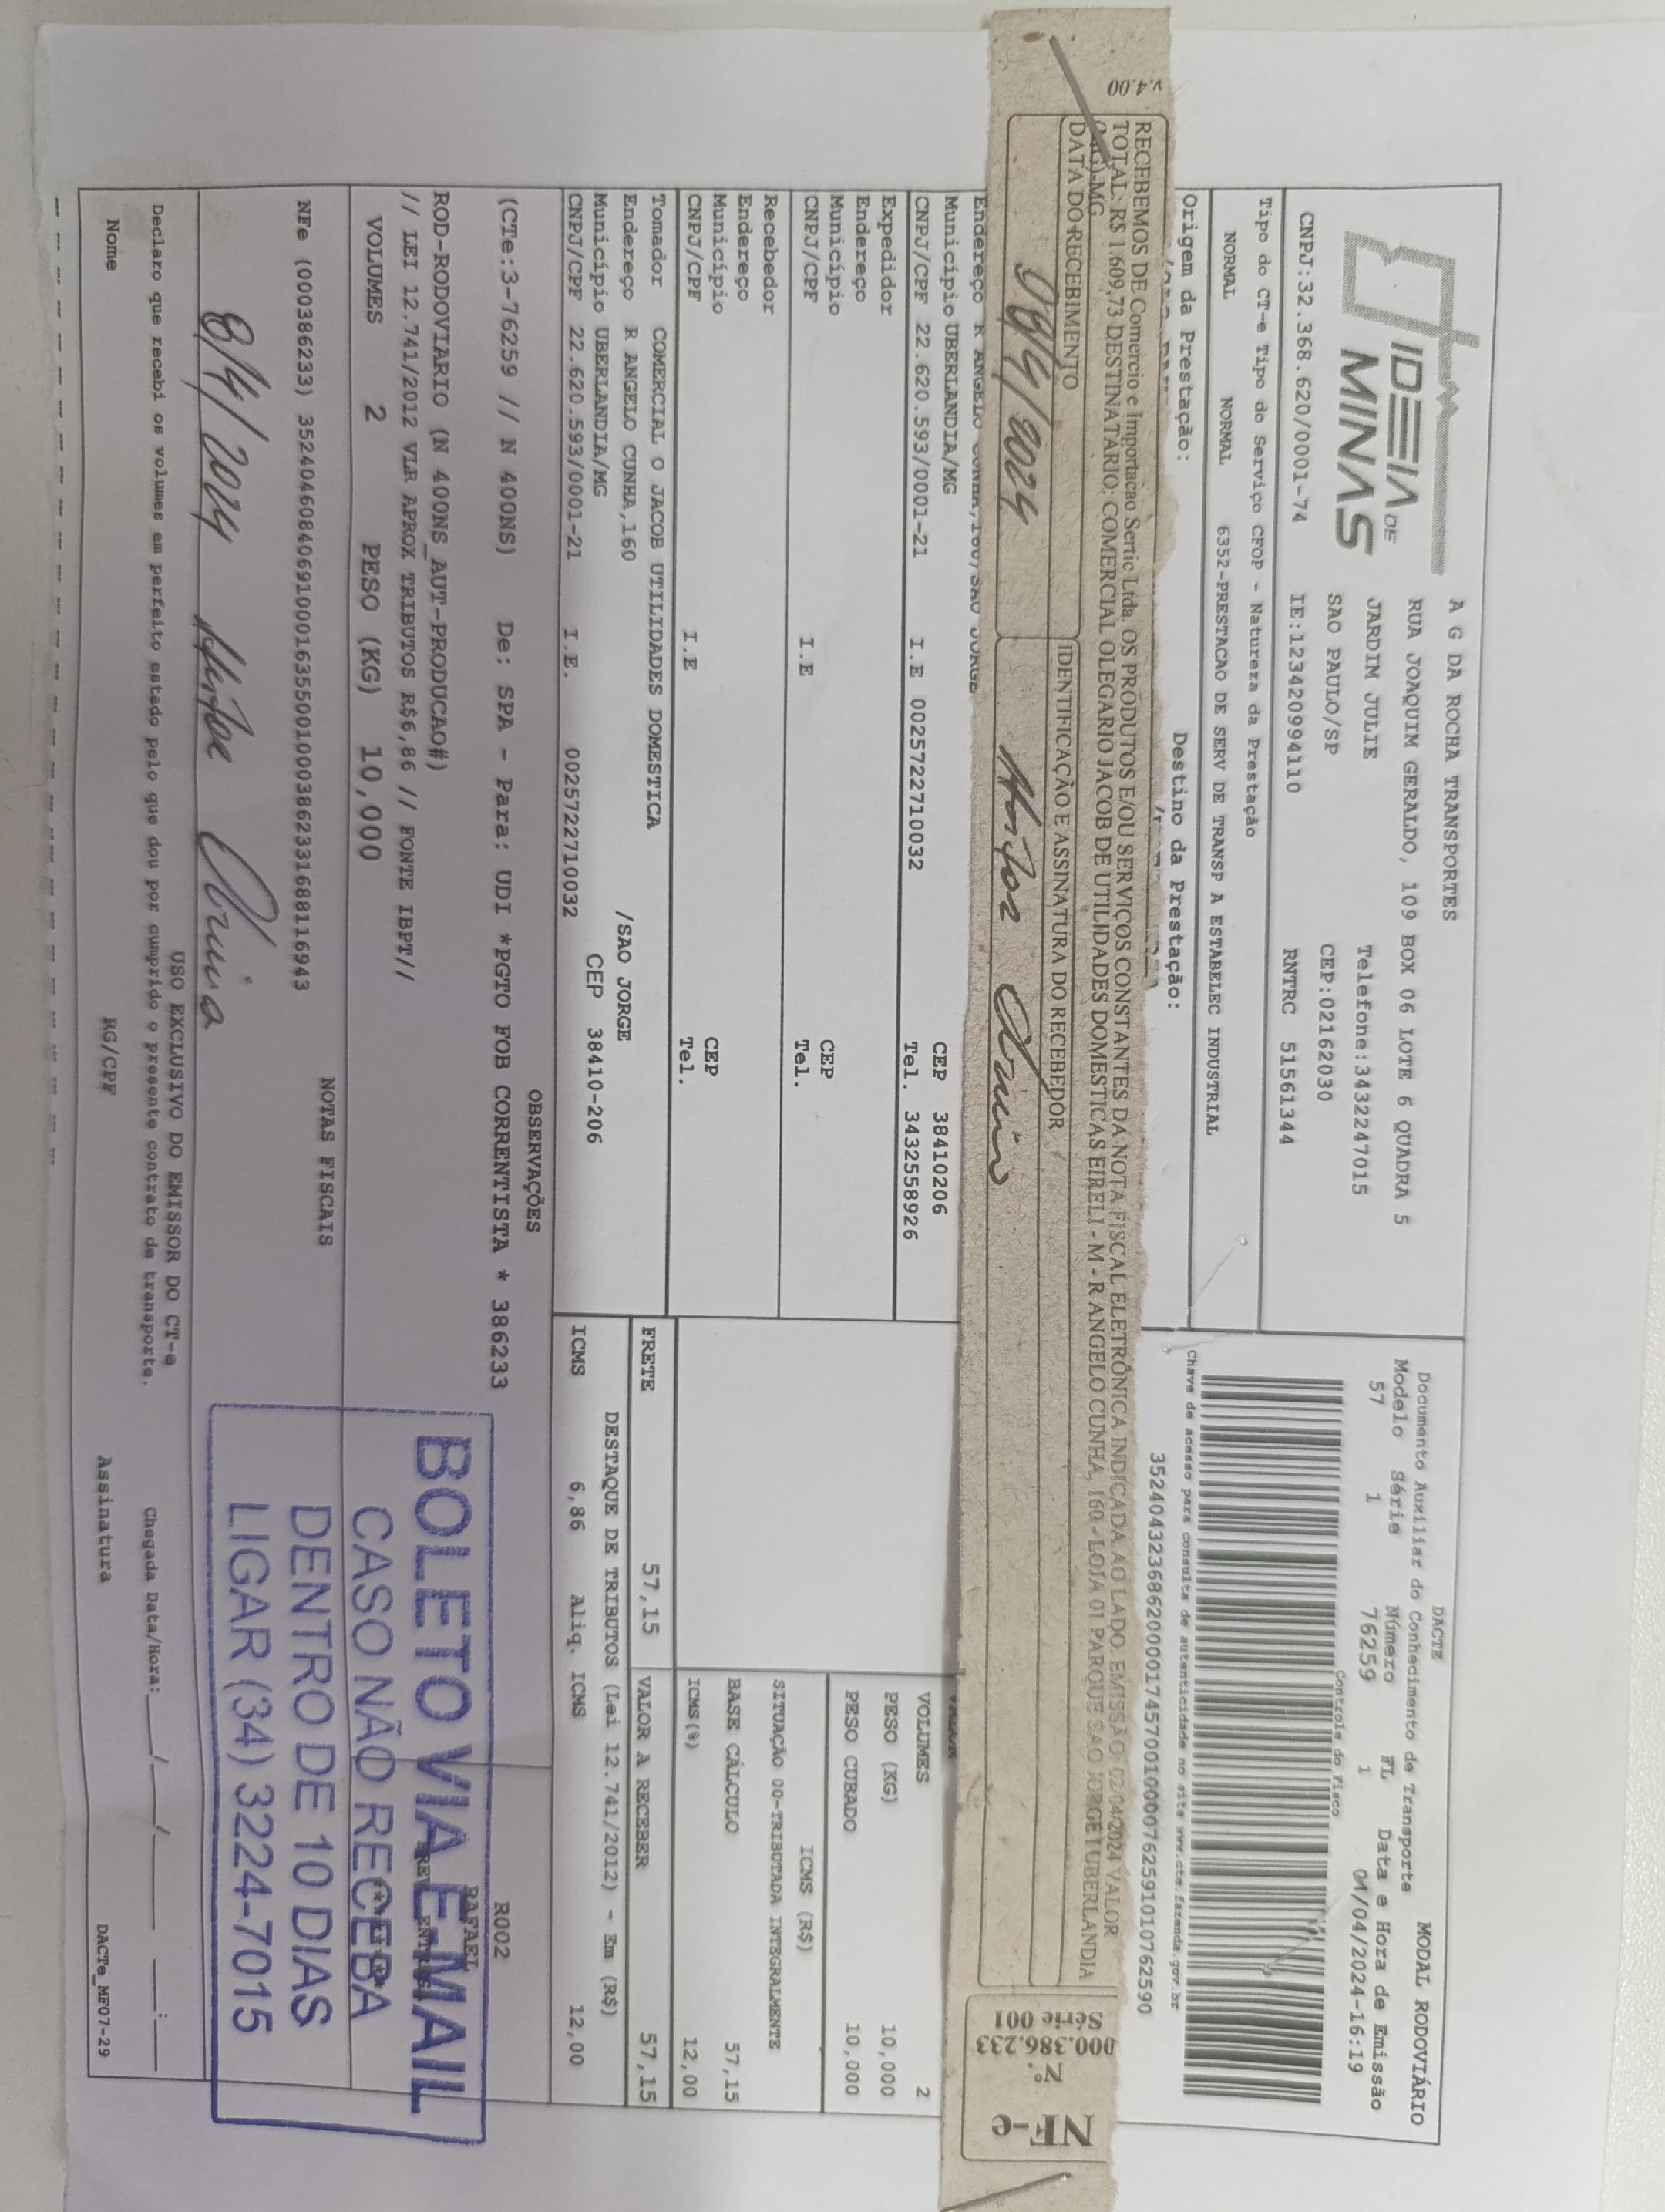 IDEIA DE
MINAS
A G DA ROCHA TRANSPORTES
RUA JOAQUIM GERALDO, 109 BOX 06 LOTE 6 QUADRA 5
JARDIM JULIE Telefone:3432247015
SAO PAULO/SP CEP:02162030
CNPJ:32.368.620/0001-74 IE:123420994110 RNTRC 51561344
DACTE MODAL RODOVIÁRIO
Documento Auxiliar do Conhecimento de Transporte
Modelo Série Número FL Data e Hora de Emissão
57 1 76259 1 04/04/2024-16:19
Controle do Fisco
Chave de acesso para consulta de autenticidade no site www.cte.fazenda.gov.br
35240432368620000174570010000762591010762590
Tipo do CT-e Tipo do Serviço CFOP - Natureza da Prestação
NORMAL NORMAL 6352-PRESTACAO DE SERV DE TRANSP A ESTABELEC INDUSTRIAL
Origem da Prestação: Destino da Prestação:
v.4.00
RECEBEMOS DE Comercio e Importacao Sertic Ltda. OS PRODUTOS E/OU SERVIÇOS CONSTANTES DA NOTA FISCAL ELETRÔNICA INDICADA AO LADO. EMISSÃO: 02/04/2024 VALOR
TOTAL: R$ 1.609,73 DESTINATÁRIO: COMERCIAL OLEGARIO JACOB DE UTILIDADES DOMESTICAS EIRELI - M - R ANGELO CUNHA, 160 - LOJA 01 PARQUE SAO JORGE UBERLANDIA
MG
DATA DO RECEBIMENTO IDENTIFICAÇÃO E ASSINATURA DO RECEBEDOR
08/4/2024
NF-e
Nº.
000.386.233
Série 001
Endereço R ANGELO CUNHA,160/SAO JORGE
Município UBERLANDIA/MG CEP 38410206
CNPJ/CPF 22.620.593/0001-21 I.E 0025722710032 Tel. 3432558926
Expedidor
Endereço
Município CEP
CNPJ/CPF I.E Tel.
Recebedor
Endereço
Município CEP
CNPJ/CPF I.E Tel.
VALOR
VOLUMES 2
PESO (KG) 10,000
PESO CUBADO 10,000
ICMS (R$)
SITUAÇÃO 00-TRIBUTADA INTEGRALMENTE
BASE CÁLCULO 57,15
ICMS(%) 12,00
Tomador COMERCIAL O JACOB UTILIDADES DOMESTICA
Endereço R ANGELO CUNHA,160 /SAO JORGE
Município UBERLANDIA/MG CEP 38410-206
CNPJ/CPF 22.620.593/0001-21 I.E. 0025722710032
FRETE 57,15 VALOR A RECEBER 57,15
DESTAQUE DE TRIBUTOS (Lei 12.741/2012) - Em (R$)
ICMS 6,86 Aliq. ICMS 12,00
OBSERVAÇÕES
(CTe:3-76259 // N 400NS) De: SPA - Para: UDI *PGTO FOB CORRENTISTA * 386233
R002
RAFAEL
ROD-RODOVIARIO (N 400NS_AUT-PRODUCAO#)
// LEI 12.741/2012 VLR APROX TRIBUTOS R$6,86 // FONTE IBPT//
VOLUMES 2 PESO (KG) 10,000
NOTAS FISCAIS
NFe (000386233) 35240460840691000163550010003862331688116943
8/4/2024
BOLETO VIA E-MAIL
CASO NÃO RECEBA
DENTRO DE 10 DIAS
LIGAR (34) 3224-7015
USO EXCLUSIVO DO EMISSOR DO CT-e
Declaro que recebi os volumes em perfeito estado pelo que dou por cumprido o presente contrato de transporte. Chegada Data/Hora:____/____/____ ___:___
Nome RG/CPF Assinatura DACTe_MF07-29